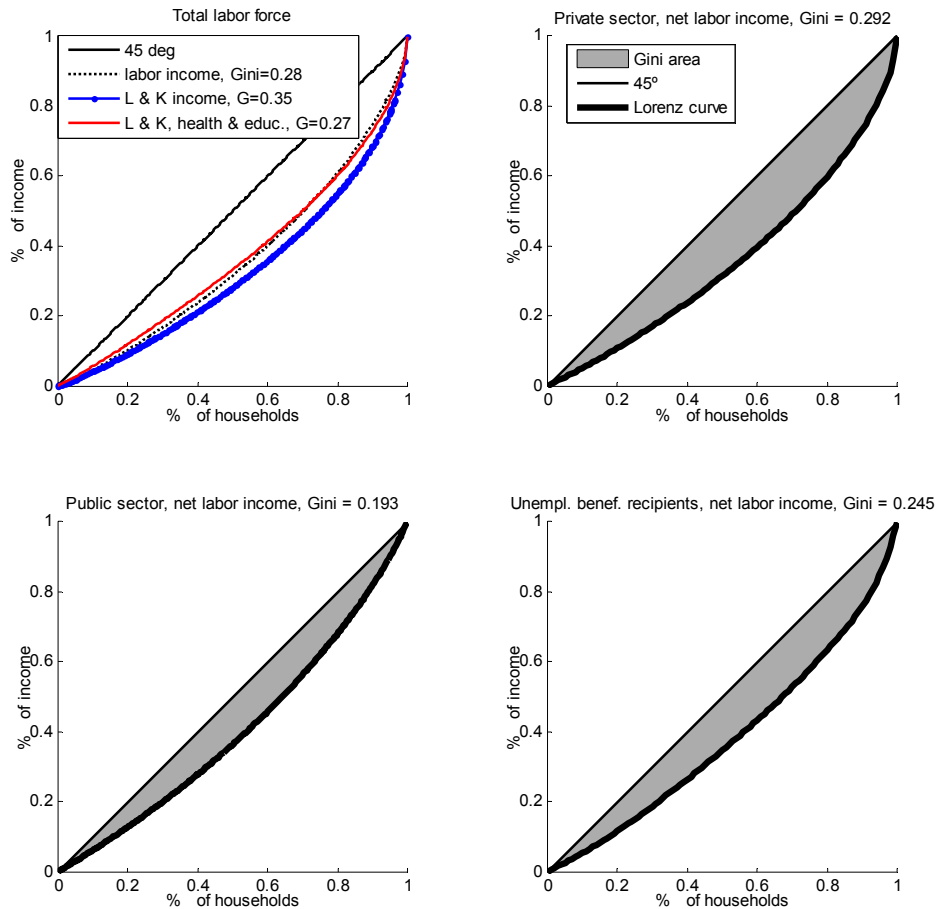 Total labor force
45 deg
labor income, Gini=0.28
L & K income, G=0.35
L & K, health & educ., G=0.27
1
0.8
0.6
0.4
0.2
0
% of income
0 0.2 0.4 0.6 0.8 1
% of households
Private sector, net labor income, Gini = 0.292
Gini area
45º
Lorenz curve
1
0.8
0.6
0.4
0.2
0
% of income
0 0.2 0.4 0.6 0.8 1
% of households
Public sector, net labor income, Gini = 0.193
1
0.8
0.6
0.4
0.2
0
% of income
0 0.2 0.4 0.6 0.8 1
% of households
Unempl. benef. recipients, net labor income, Gini = 0.245
1
0.8
0.6
0.4
0.2
0
% of income
0 0.2 0.4 0.6 0.8 1
% of households